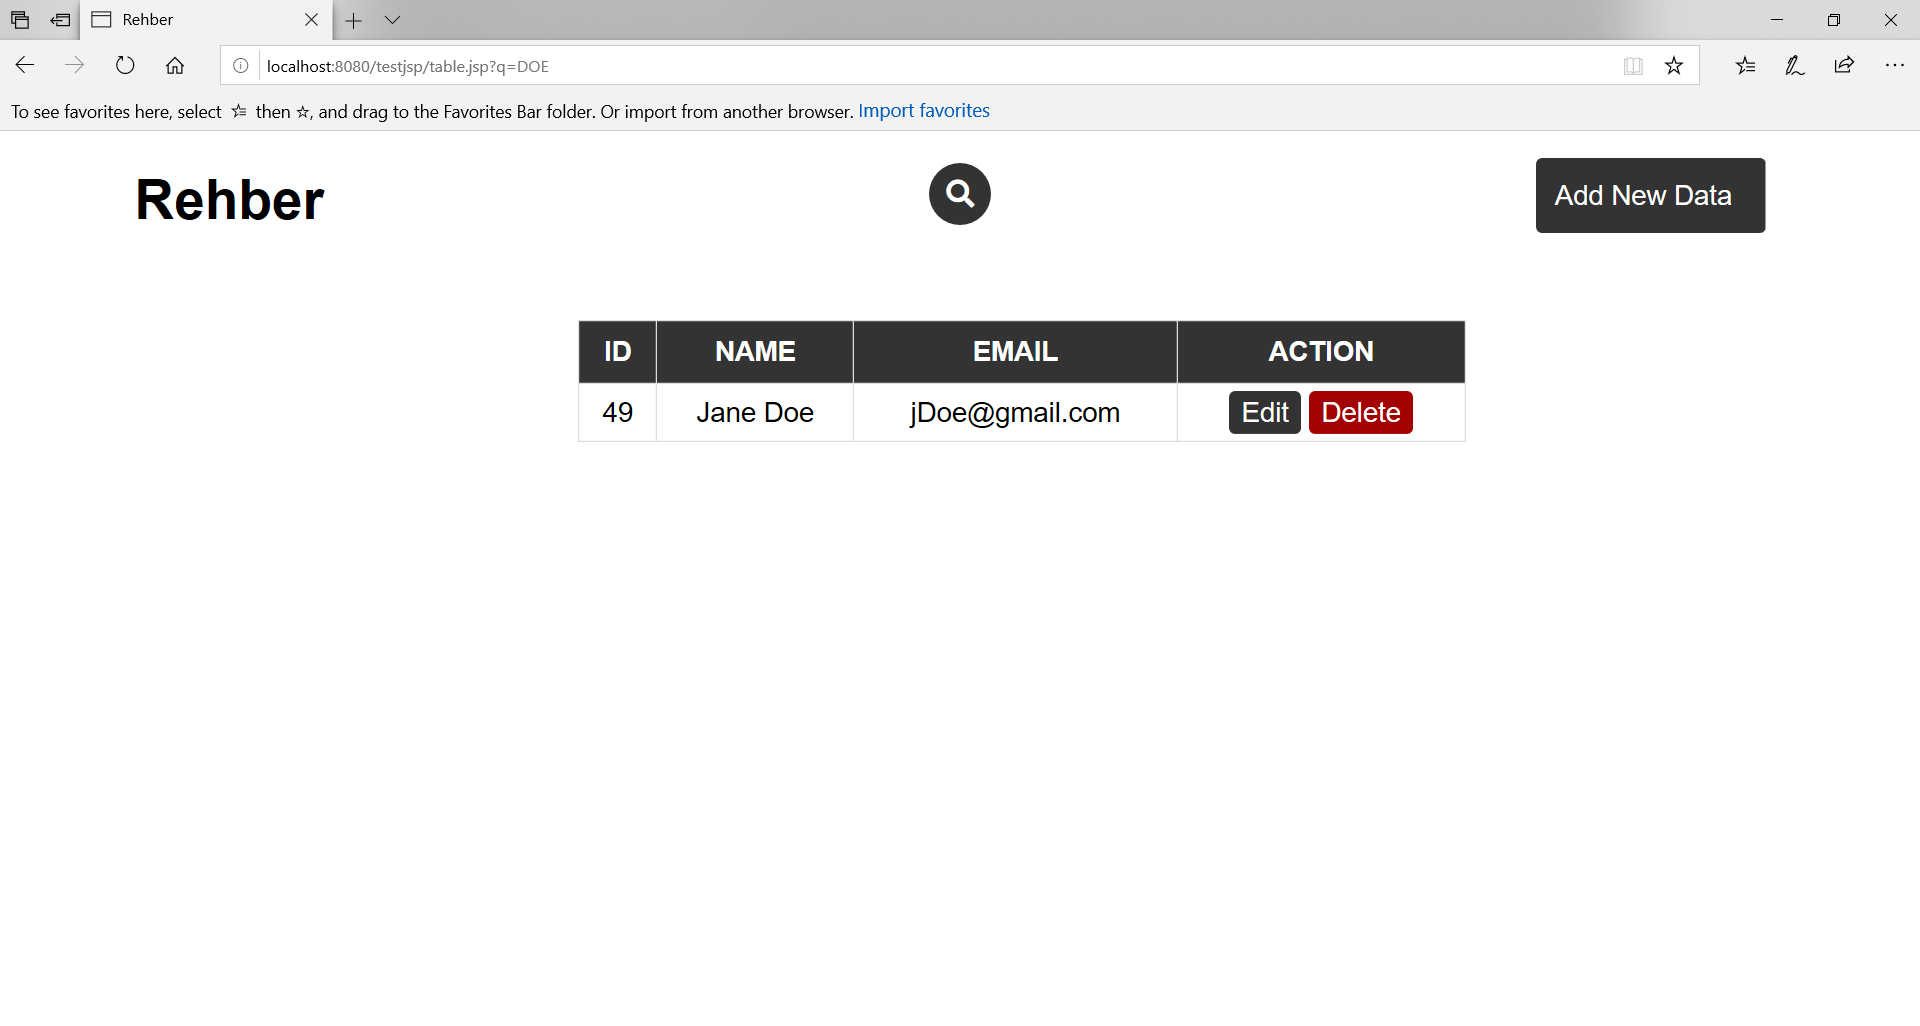 Rehber
localhost:8080/testjsp/table.jsp?q=DOE
To see favorites here, select then , and drag to the Favorites Bar folder. Or import from another browser. Import favorites
Rehber
Add New Data
ID NAME EMAIL ACTION
49 Jane Doe jDoe@gmail.com Edit Delete